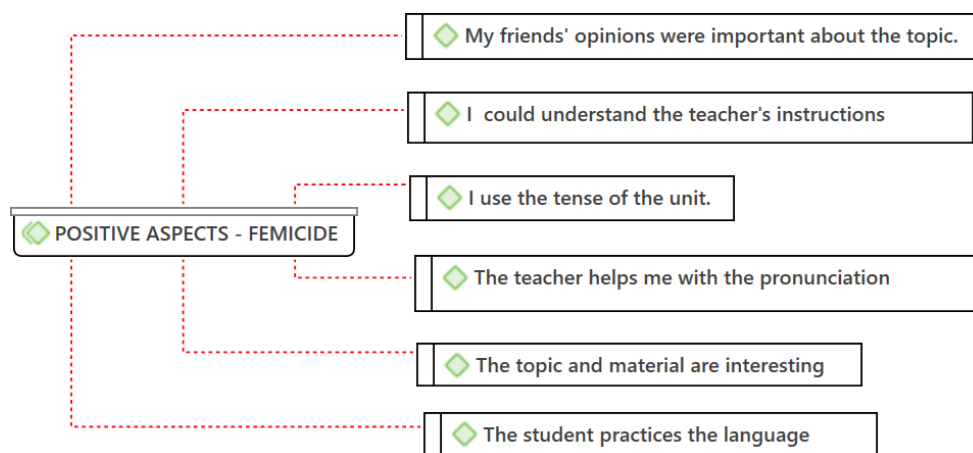 My friends' opinions were important about the topic.
I could understand the teacher's instructions
I use the tense of the unit.
POSITIVE ASPECTS - FEMICIDE
The teacher helps me with the pronunciation
The topic and material are interesting
The student practices the language